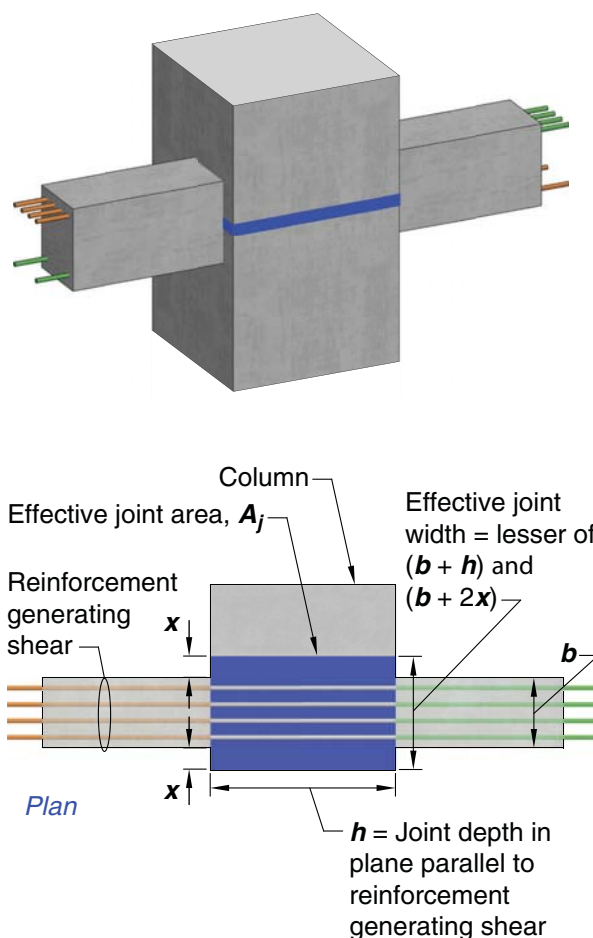 Column
Effective joint area, Aj
Effective joint
width = lesser of
(b + h) and
(b + 2x)
Reinforcement
generating
shear
x
b
x
Plan
h = Joint depth in
plane parallel to
reinforcement
generating shear